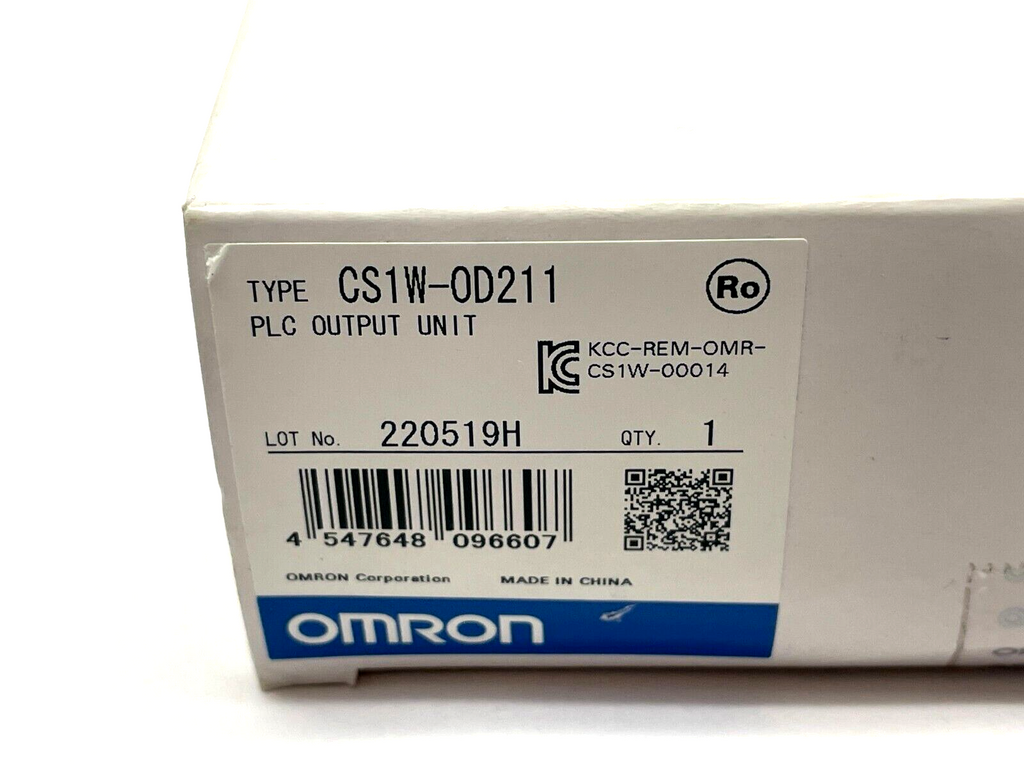 TYPE CS1W-OD211
Ro
PLC OUTPUT UNIT
KCC-REM-OMR-
CS1W-00014
LOT No. 220519H QTY. 1
4 547648 096607
OMRON Corporation MADE IN CHINA
OMRON